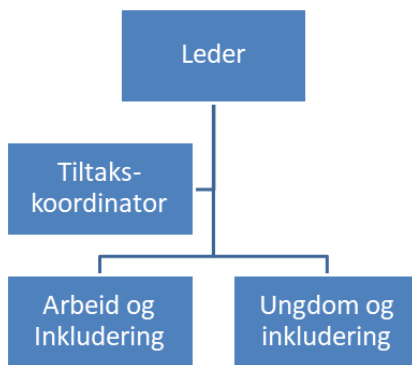 Leder
Tiltaks-
koordinator
Arbeid og
Inkludering
Ungdom og
inkludering